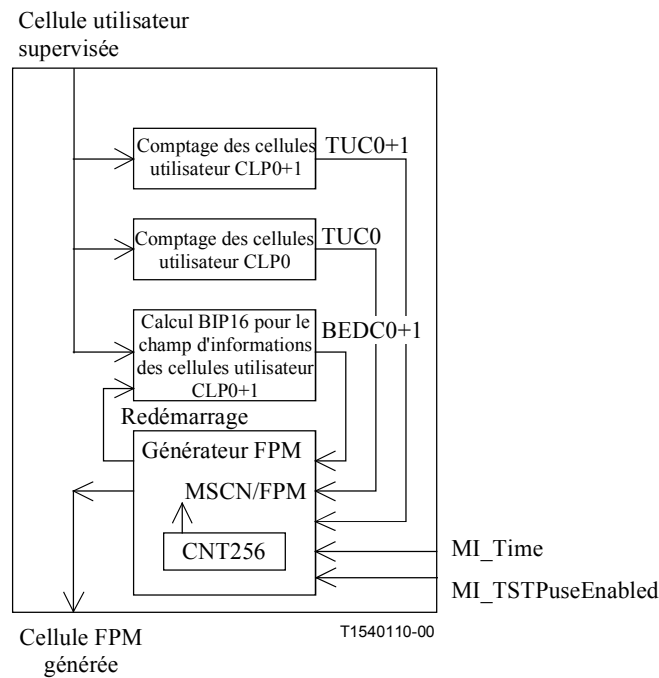 Cellule utilisateur
supervisée
Comptage des cellules
utilisateur CLP0+1
TUC0+1
Comptage des cellules
utilisateur CLP0
TUC0
Calcul BIP16 pour le
champ d'informations
des cellules utilisateur
CLP0+1
BEDC0+1
Redémarrage
Générateur FPM
MSCN/FPM
CNT256
MI_Time
MI_TSTPuseEnabled
T1540110-00
Cellule FPM
générée